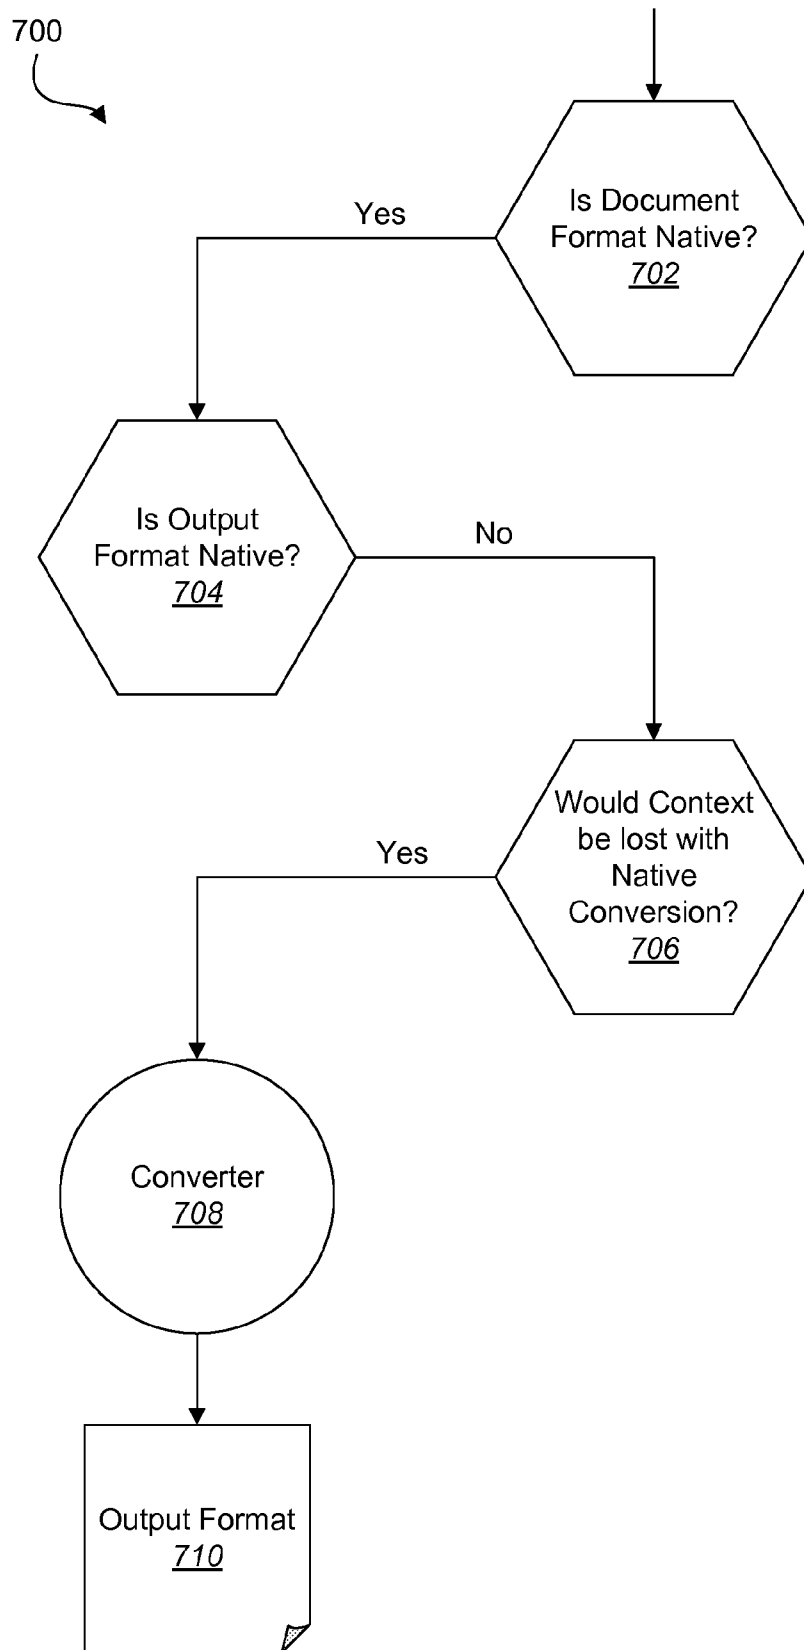 700
Is Document
Format Native?
702
Yes
Is Output
Format Native?
704
No
Would Context
be lost with
Native
Conversion?
706
Yes
Converter
708
Output Format
710